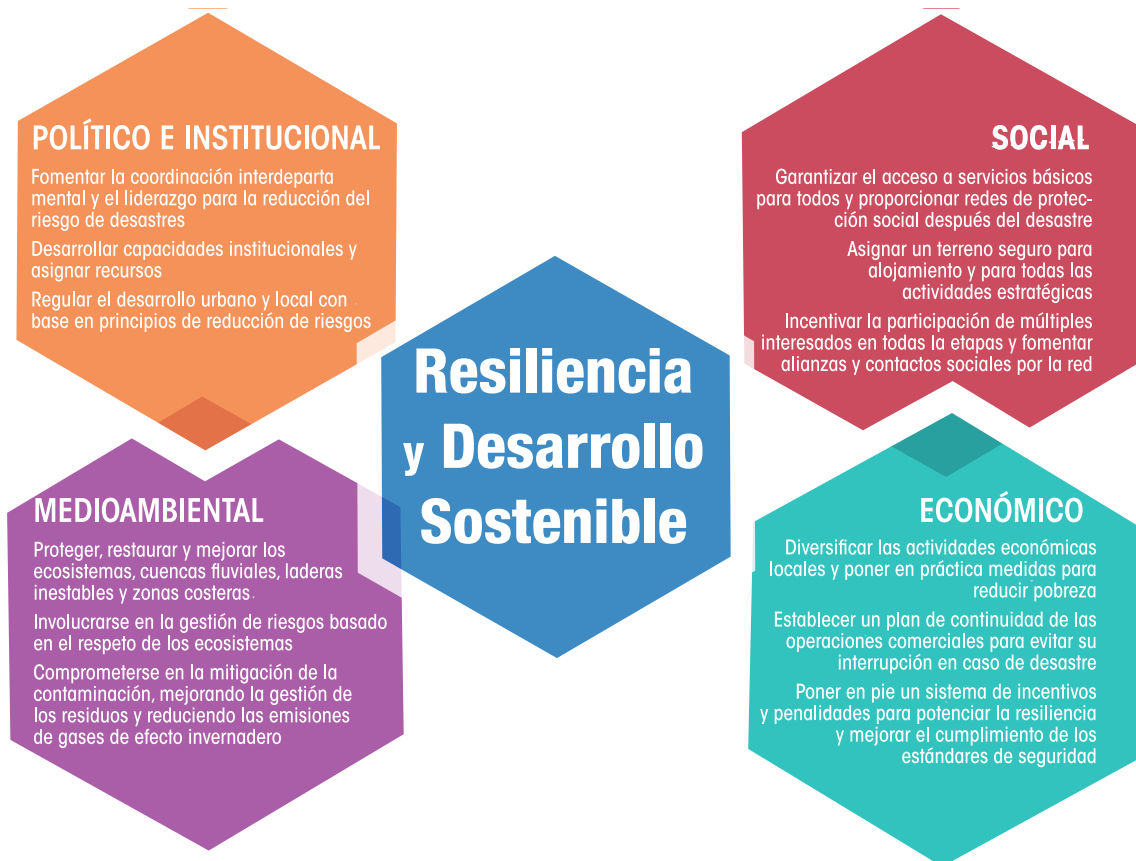 POLÍTICO E INSTITUCIONAL
Fomentar la coordinación interdeparta
mental y el liderazgo para la reducción del
riesgo de desastres
Desarrollar capacidades institucionales y
asignar recursos
Regular el desarrollo urbano y local con
base en principios de reducción de riesgos
SOCIAL
Garantizar el acceso a servicios básicos
para todos y proporcionar redes de protec-
ción social después del desastre
Asignar un terreno seguro para
alojamiento y para todas las
actividades estratégicas
Incentivar la participación de múltiples
interesados en todas la etapas y fomentar
alianzas y contactos sociales por la red
Resiliencia
y Desarrollo
Sostenible
MEDIOAMBIENTAL
Proteger, restaurar y mejorar los
ecosistemas, cuencas fluviales, laderas
inestables y zonas costeras.
Involucrarse en la gestión de riesgos basado
en el respeto de los ecosistemas
Comprometerse en la mitigación de la
contaminación, mejorando la gestión de
los residuos y reduciendo las emisiones
de gases de efecto invernadero
ECONÓMICO
Diversificar las actividades económicas
locales y poner en práctica medidas para
reducir pobreza
Establecer un plan de continuidad de las
operaciones comerciales para evitar su
interrupción en caso de desastre
Poner en pie un sistema de incentivos
y penalidades para potenciar la resiliencia
y mejorar el cumplimiento de los
estándares de seguridad